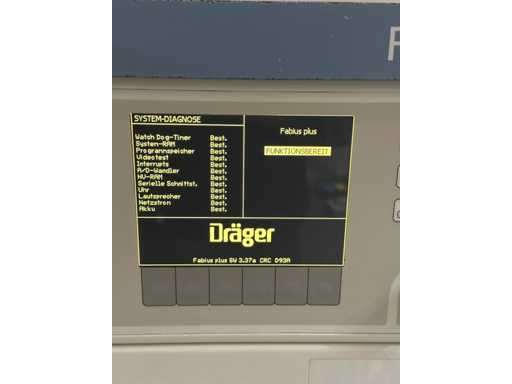 F
SYSTEM-DIAGNOSE
Watch Dog-Timer Best.
System-RAM Best.
Programmspeicher Best.
Videotest Best.
Interrupts Best.
A/D-Wandler Best.
NV-RAM Best.
Serielle Schnittst. Best.
Uhr Best.
Lautsprecher Best.
Netzstrom Best.
Akku Best.
Fabius plus
FUNKTIONSBEREIT
Dräger
Fabius plus SW 3.37a CRC D93A